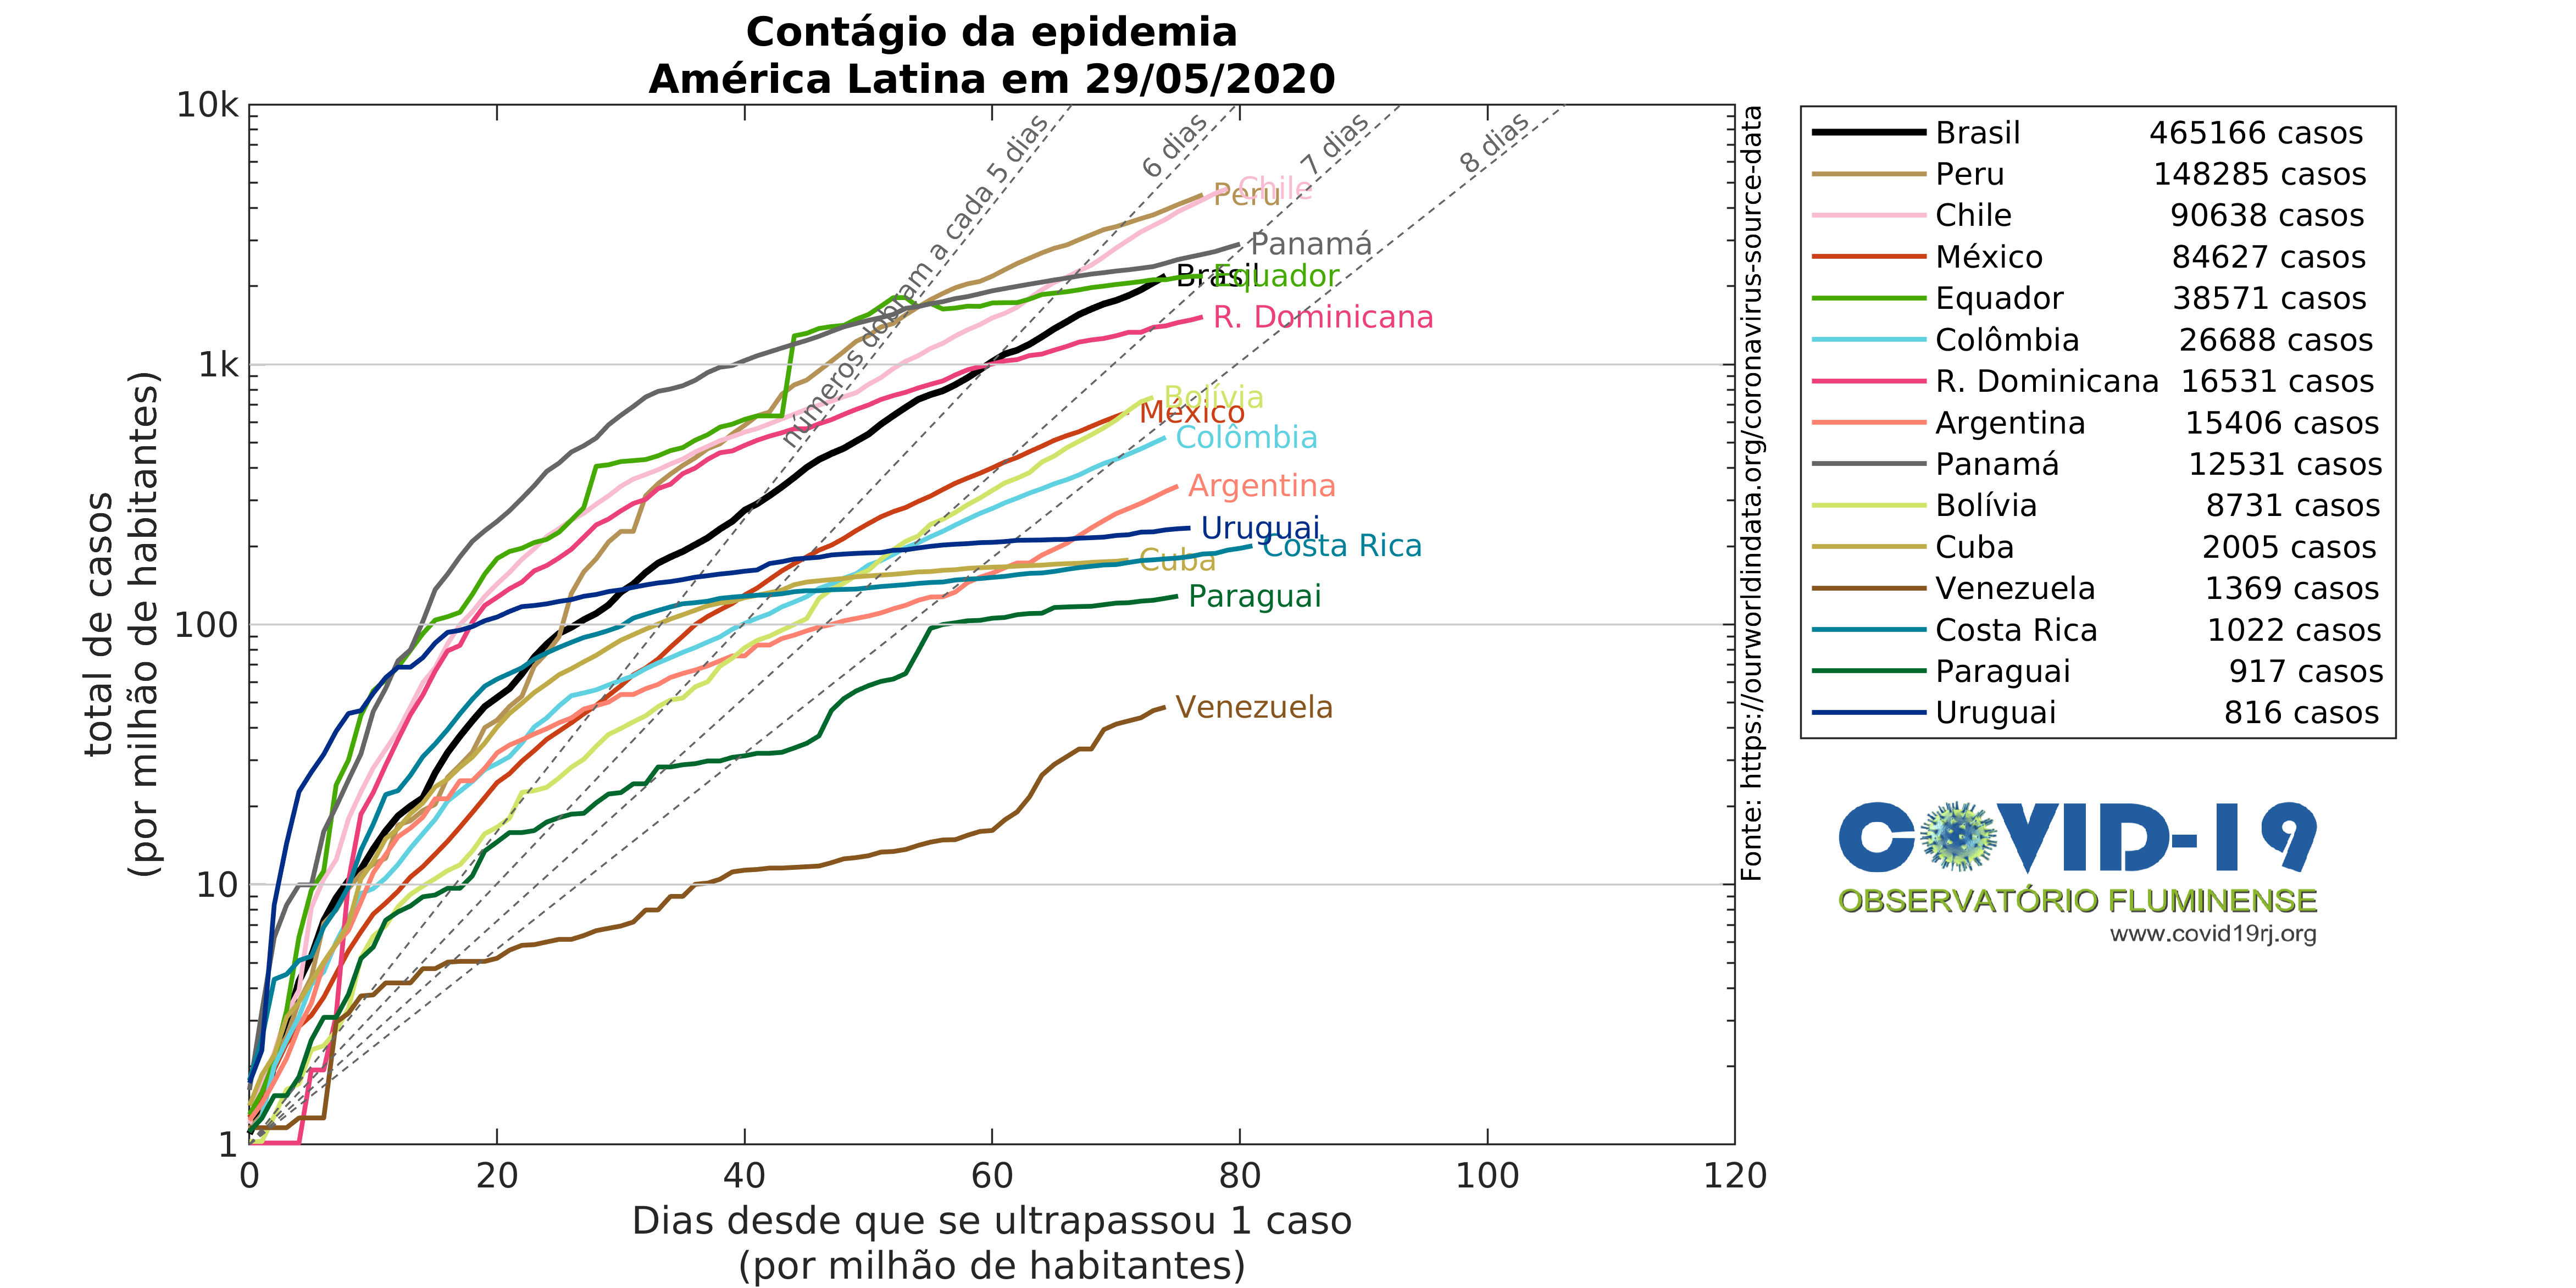 Contágio da epidemia
América Latina em 29/05/2020
total de casos
(por milhão de habitantes)
10k
1k
100
10
1
0 20 40 60 80 100 120
Dias desde que se ultrapassou 1 caso
(por milhão de habitantes)
números dobram a cada 5 dias
6 dias
7 dias
8 dias
Chile
Peru
Panamá
Brasil
Equador
R. Dominicana
Bolívia
México
Colômbia
Argentina
Uruguai
Costa Rica
Cuba
Paraguai
Venezuela
Fonte: https://ourworldindata.org/coronavirus-source-data
Brasil 465166 casos
Peru 148285 casos
Chile 90638 casos
México 84627 casos
Equador 38571 casos
Colômbia 26688 casos
R. Dominicana 16531 casos
Argentina 15406 casos
Panamá 12531 casos
Bolívia 8731 casos
Cuba 2005 casos
Venezuela 1369 casos
Costa Rica 1022 casos
Paraguai 917 casos
Uruguai 816 casos
COVID-19
OBSERVATÓRIO FLUMINENSE
www.covid19rj.org